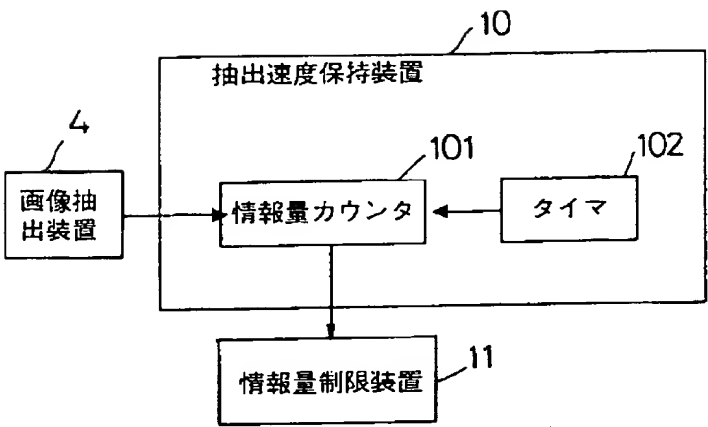 10
抽出速度保持装置
4
101
102
画像抽
出装置
情報量カウンタ
タイマ
11
情報量制限装置